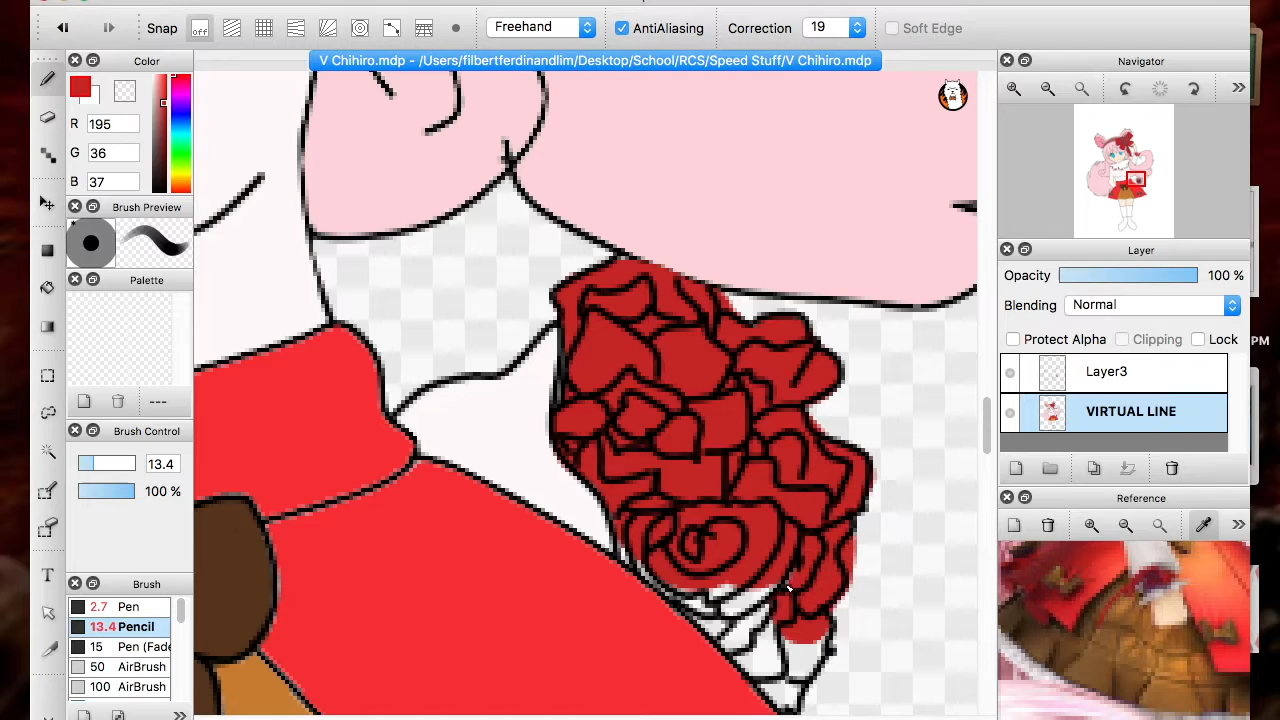 Snap
off
Freehand
AntiAliasing
Correction
19
Soft Edge
V Chihiro.mdp - /Users/filbertferdinandlim/Desktop/School/RCS/Speed Stuff/V Chihiro.mdp
Color
R 195
G 36
B 37
Brush Preview
Palette
---
Brush Control
13.4
100 %
Brush
2.7 Pen
13.4 Pencil
15 Pen (Fade
50 AirBrush
100 AirBrush
T
Navigator
Layer
Opacity 100 %
Blending Normal
Protect Alpha Clipping Lock
Layer3
VIRTUAL LINE
Reference
PM